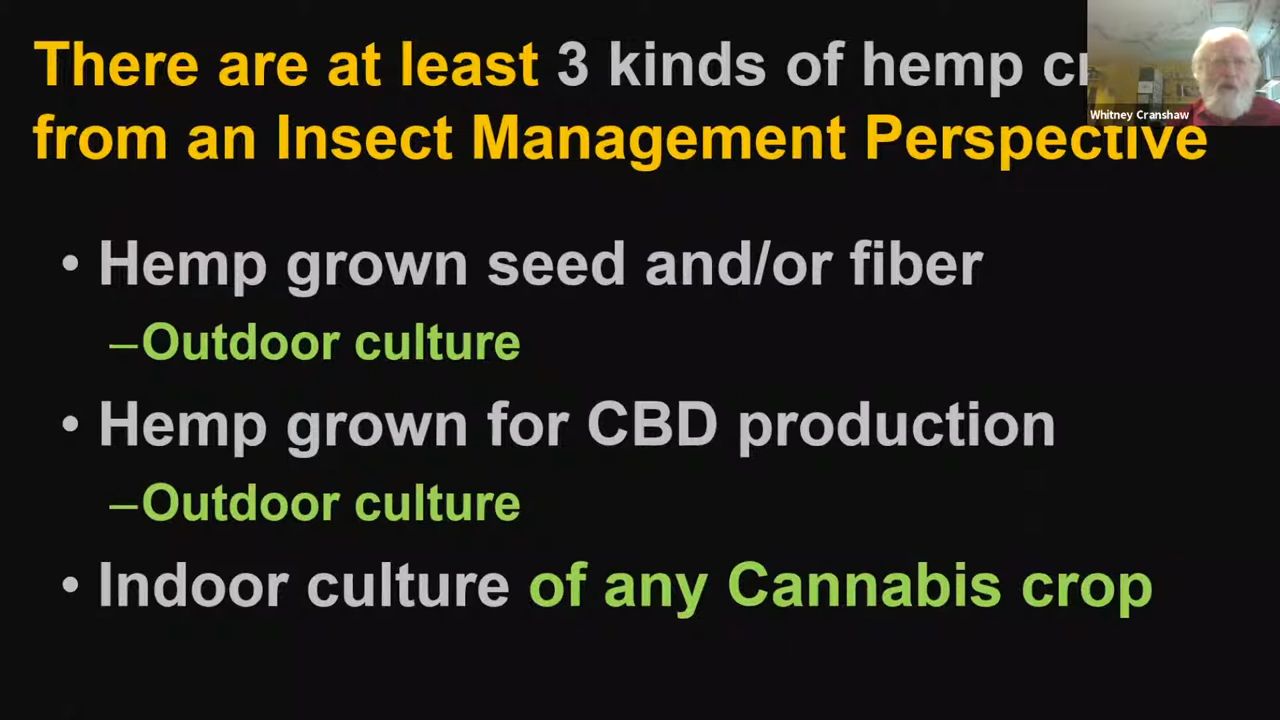 There are at least 3 kinds of hemp
from an Insect Management Perspective
Whitney Cranshaw
• Hemp grown seed and/or fiber
–Outdoor culture
• Hemp grown for CBD production
–Outdoor culture
• Indoor culture of any Cannabis crop